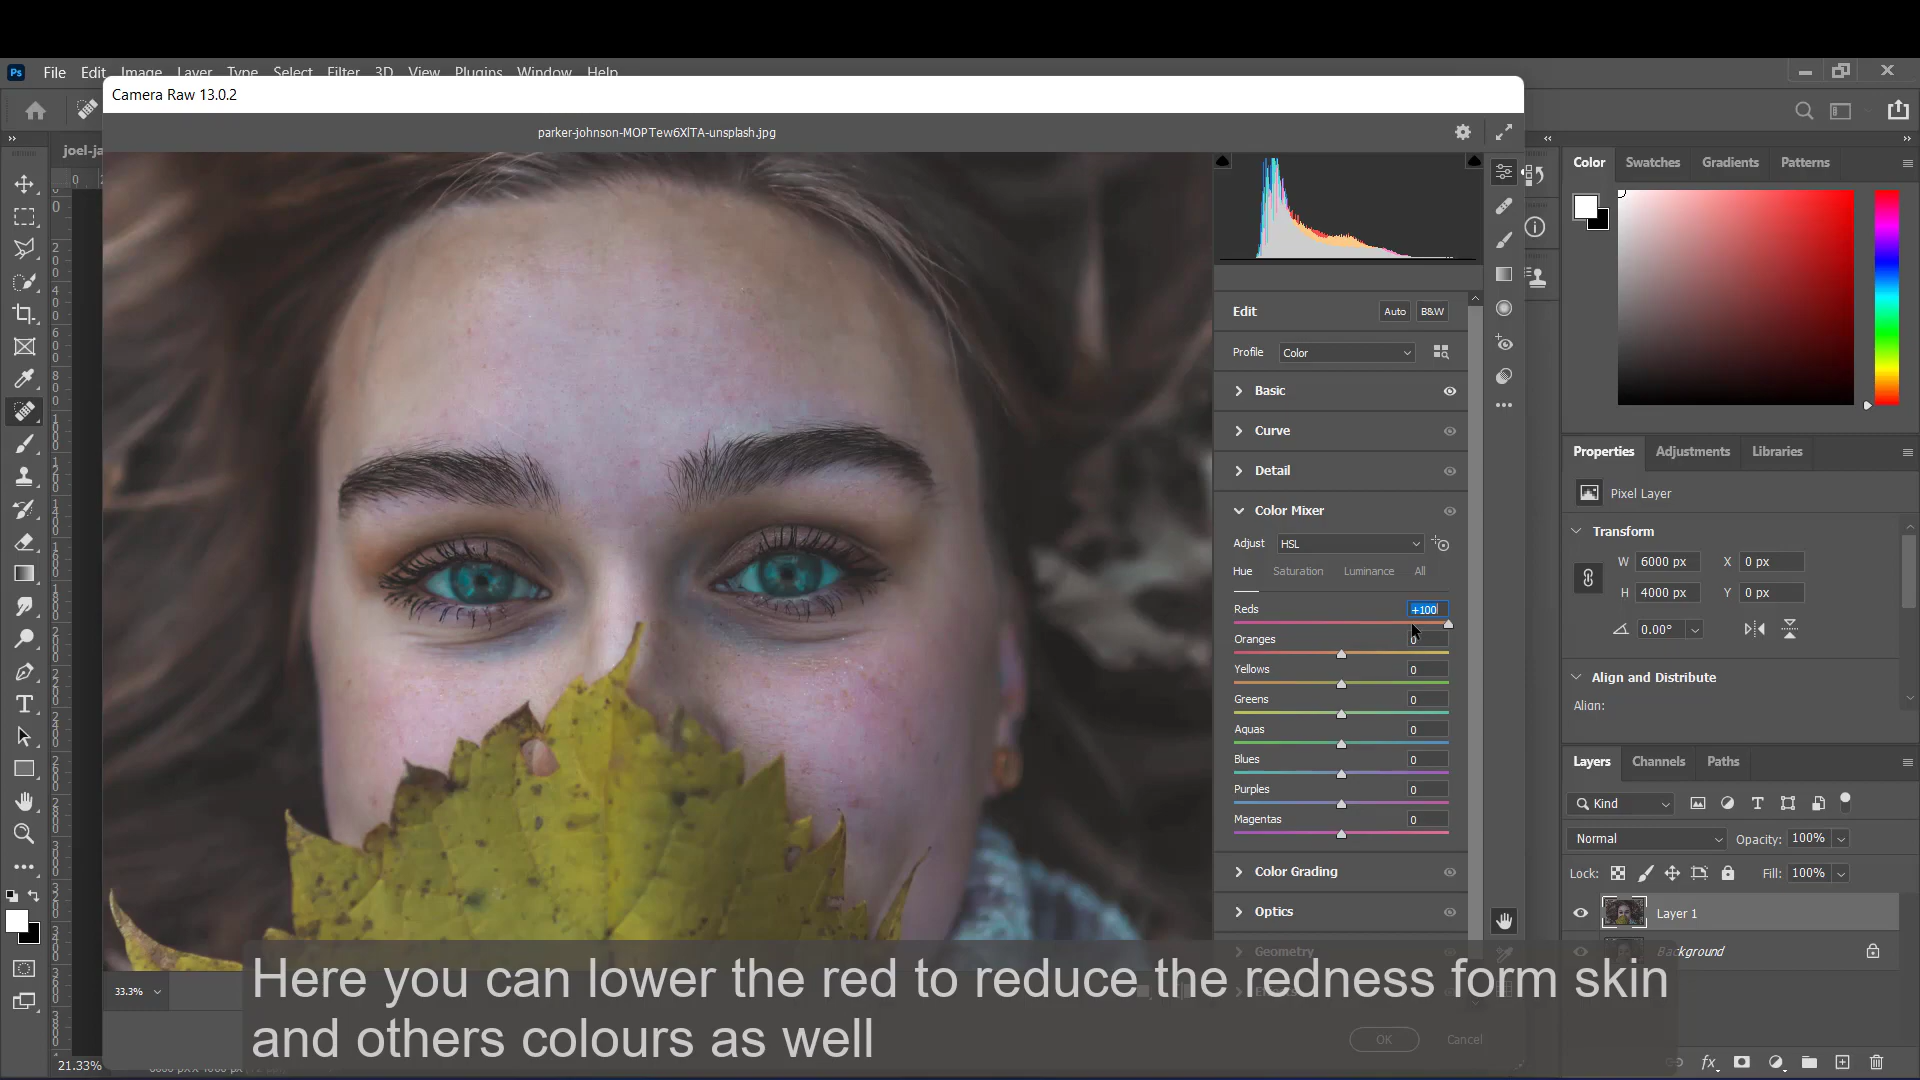 Ps File Edit Image Layer Type Select Filter 3D View Plugins Window Help
Camera Raw 13.0.2
parker-johnson-MOPTew6XlTA-unsplash.jpg
joel-ja
Color Swatches Gradients Patterns
Edit Auto B&W
Profile Color
Basic
Curve
Detail
Color Mixer
Adjust HSL
Hue Saturation Luminance All
Reds +100
Oranges 0
Yellows 0
Greens 0
Aquas 0
Blues 0
Purples 0
Magentas 0
Color Grading
Optics
Geometry
Properties Adjustments Libraries
Pixel Layer
Transform
W 6000 px X 0 px
H 4000 px Y 0 px
0.00°
Align and Distribute
Align:
Layers Channels Paths
Kind
Normal Opacity: 100%
Lock: Fill: 100%
Layer 1
Background
33.3%
Here you can lower the red to reduce the redness form skin
and others colours as well
OK Cancel
21.33%